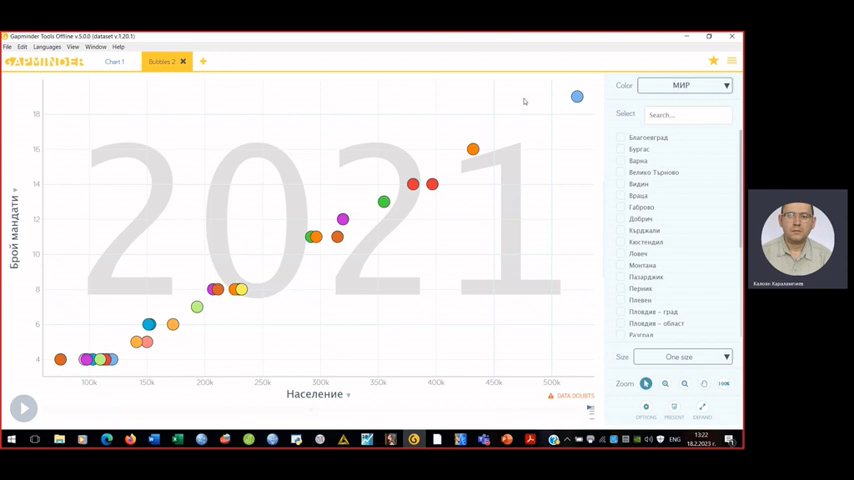 Gapminder Tools Offline v.5.0.0 (dataset v.1.20.1)
File Edit Languages View Window Help
GAPMINDER Chart 1 Bubbles 2
Color МИР
Select Search...
Благоевград
Бургас
Варна
Велико Търново
Видин
Враца
Габрово
Добрич
Кърджали
Кюстендил
Ловеч
Монтана
Пазарджик
Перник
Плевен
Пловдив - град
Пловдив - област
Разград
Size One size
Zoom 100%
OPTIONS PRESENT EXPAND
2021
Брой мандати
18
16
14
12
10
8
6
4
100k 150k 200k 250k 300k 350k 400k 450k 500k
Население
DATA DOUBTS
ENG
13:22
18.2.2023 г.
Калоян Харалампиев